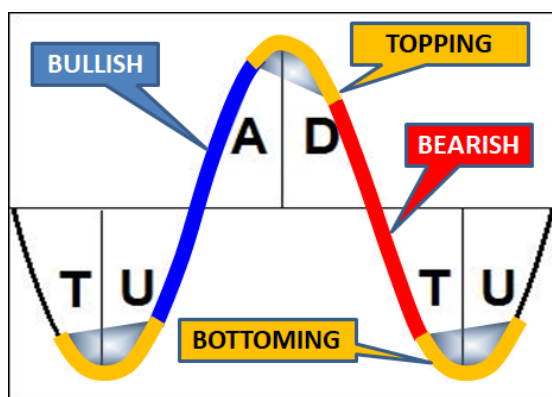 TOPPING
BULLISH
A D
BEARISH
T U T U
BOTTOMING